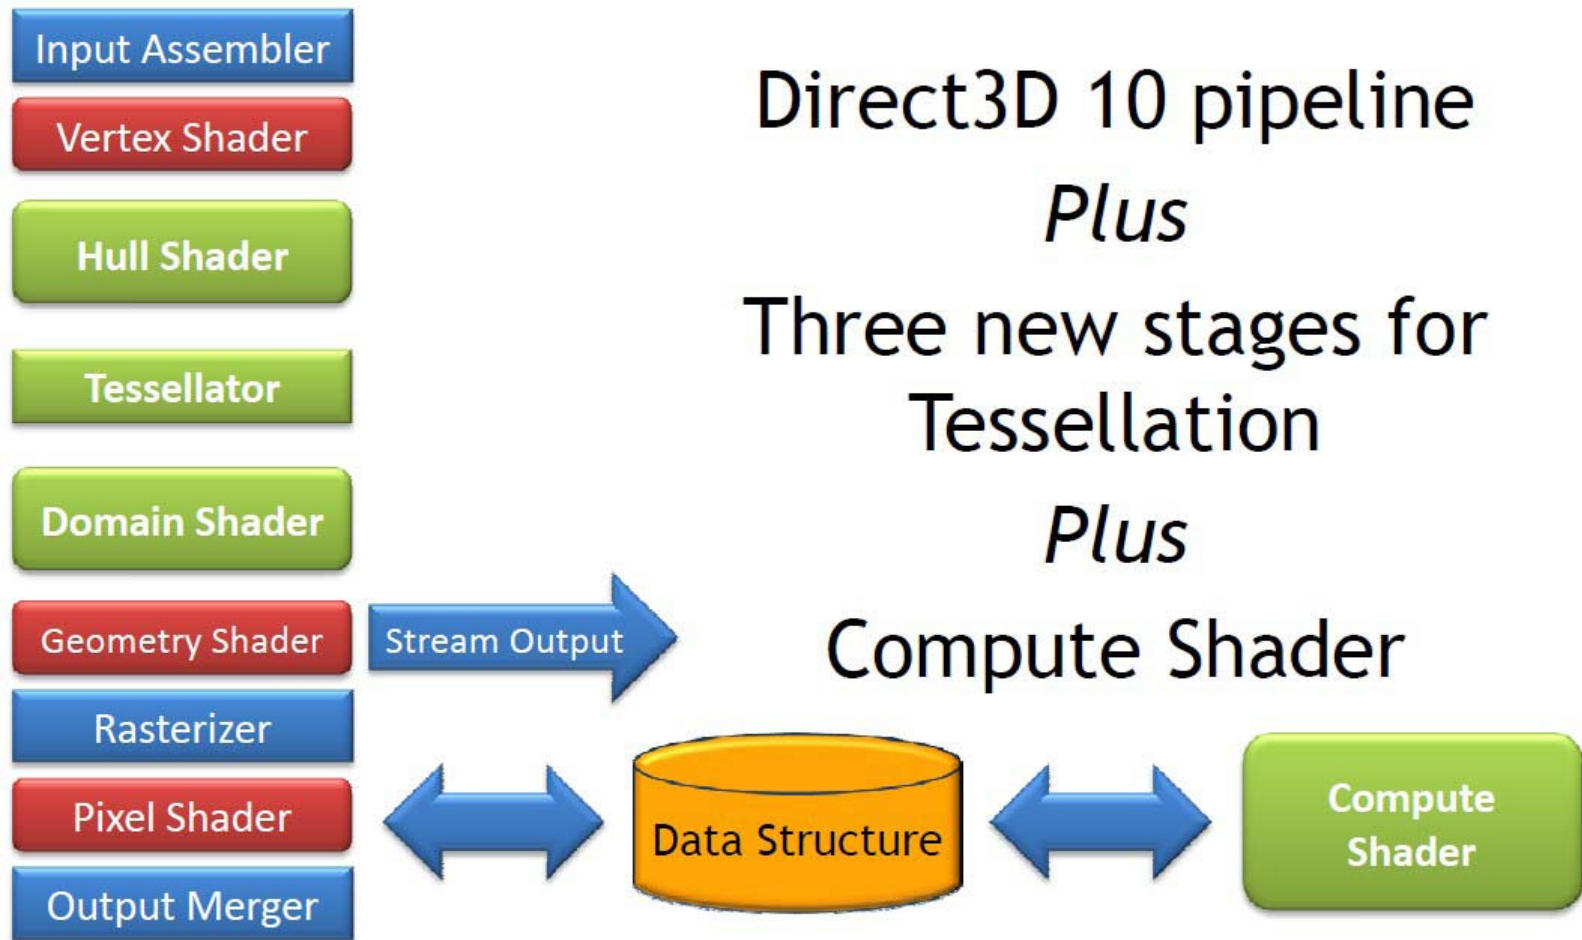 Input Assembler
Vertex Shader
Hull Shader
Tessellator
Domain Shader
Geometry Shader
Stream Output
Rasterizer
Pixel Shader
Output Merger
Direct3D 10 pipeline
Plus
Three new stages for
Tessellation
Plus
Compute Shader
Data Structure
Compute
Shader